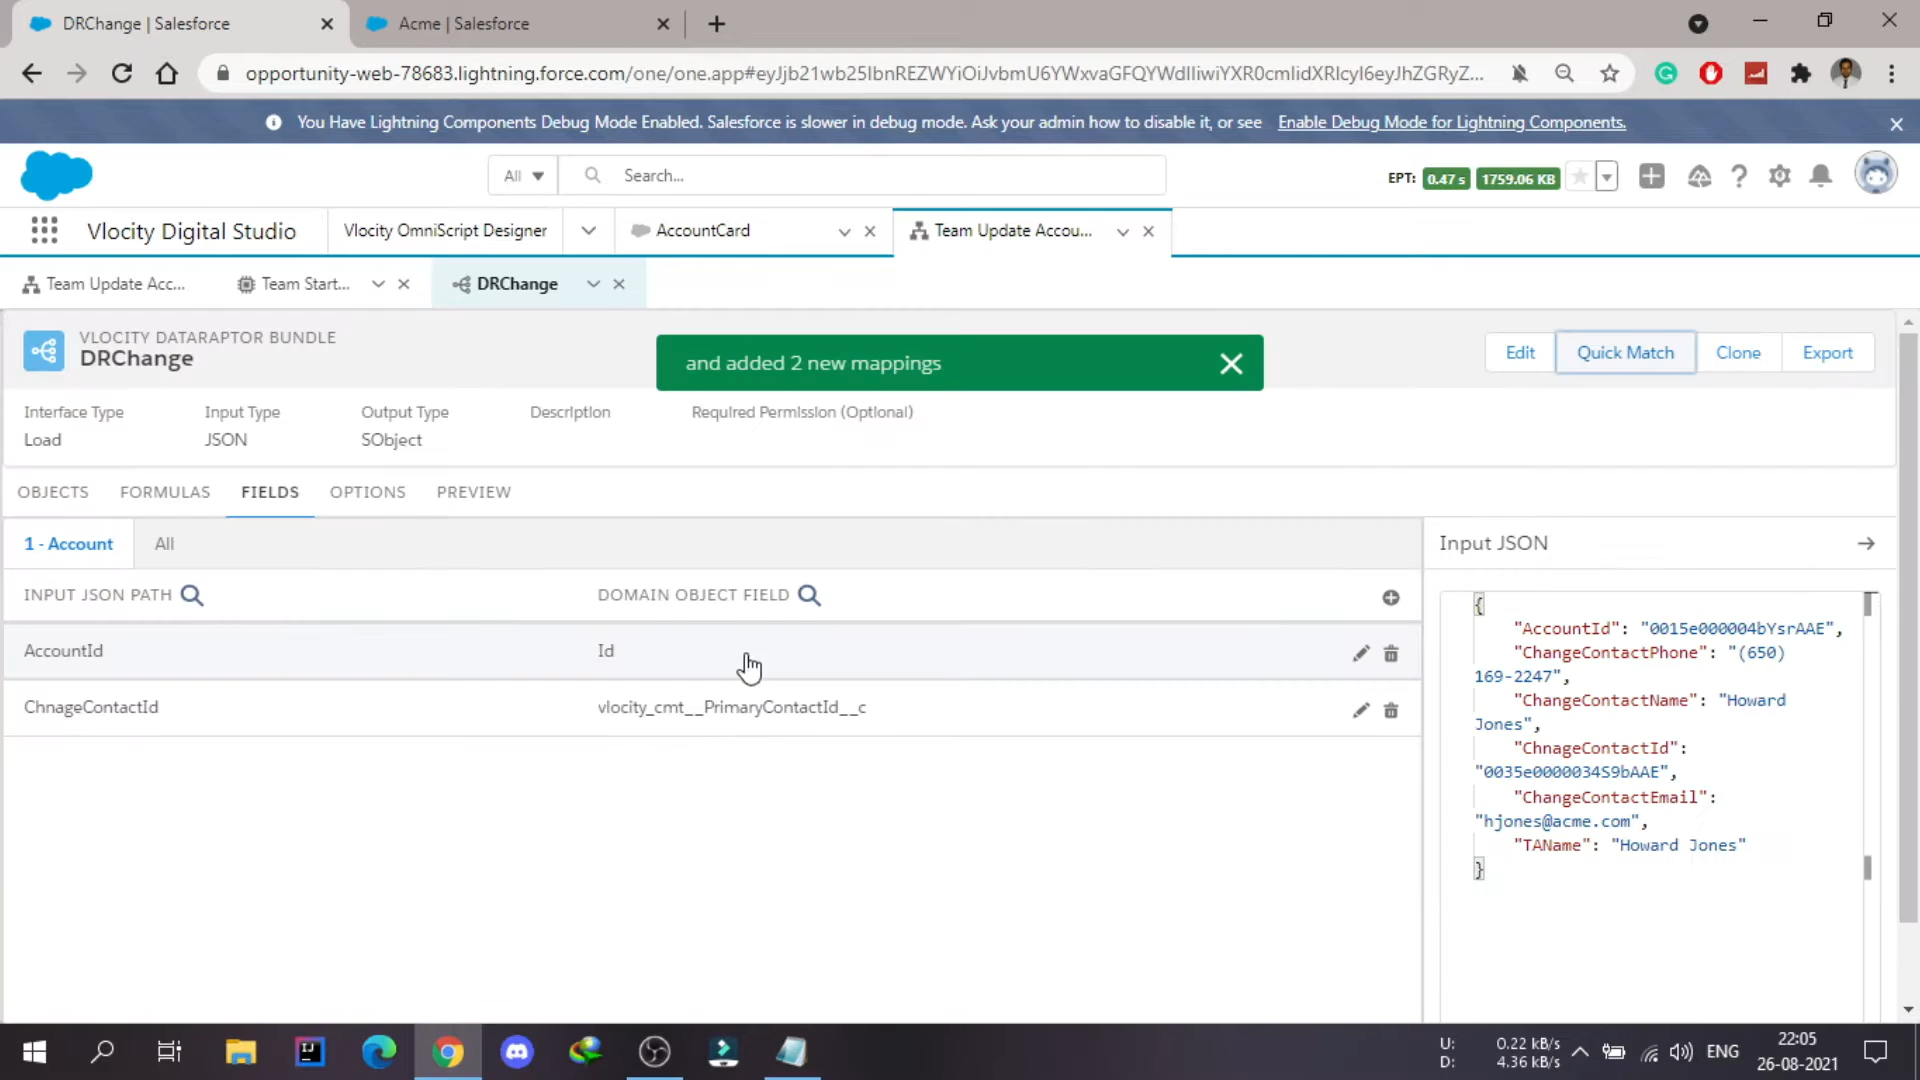 DRChange | Salesforce
Acme | Salesforce
opportunity-web-78683.lightning.force.com/one/one.app#eyJjb21wb25lbnREZWYiOiJvbmU6YWxvaGFQYWdlIiwiYXR0cmlidXRlcyI6eyJhZGRyZ...
You Have Lightning Components Debug Mode Enabled. Salesforce is slower in debug mode. Ask your admin how to disable it, or see Enable Debug Mode for Lightning Components.
All
Search...
EPT: 0.47 s 1759.06 KB
Vlocity Digital Studio
Vlocity OmniScript Designer
AccountCard
Team Update Accou...
Team Update Acc...
Team Start...
DRChange
VLOCITY DATARAPTOR BUNDLE
DRChange
and added 2 new mappings
Edit
Quick Match
Clone
Export
Interface Type
Input Type
Output Type
Description
Required Permission (Optional)
Load
JSON
SObject
OBJECTS
FORMULAS
FIELDS
OPTIONS
PREVIEW
1 - Account
All
Input JSON
INPUT JSON PATH
DOMAIN OBJECT FIELD
AccountId
Id
ChnageContactId
vlocity_cmt__PrimaryContactId__c
{
"AccountId": "0015e000004bYsrAAE",
"ChangeContactPhone": "(650)
169-2247",
"ChangeContactName": "Howard
Jones",
"ChnageContactId":
"0035e0000034S9bAAE",
"ChangeContactEmail":
"hjones@acme.com",
"TAName": "Howard Jones"
}
U: 0.22 kB/s
D: 4.36 kB/s
ENG
22:05
26-08-2021